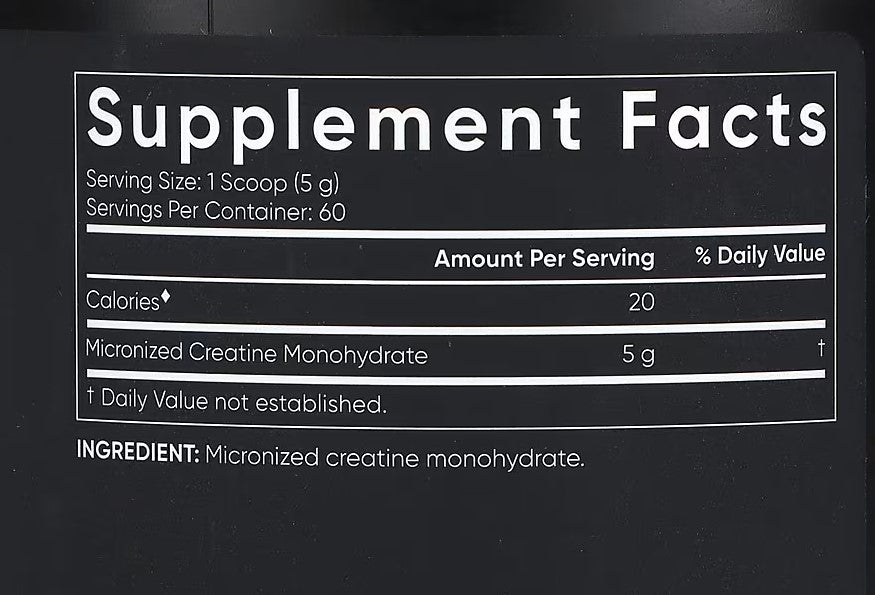 Supplement Facts
Serving Size: 1 Scoop (5 g)
Servings Per Container: 60
Amount Per Serving % Daily Value
Calories♦ 20
Micronized Creatine Monohydrate 5 g †
† Daily Value not established.
INGREDIENT: Micronized creatine monohydrate.